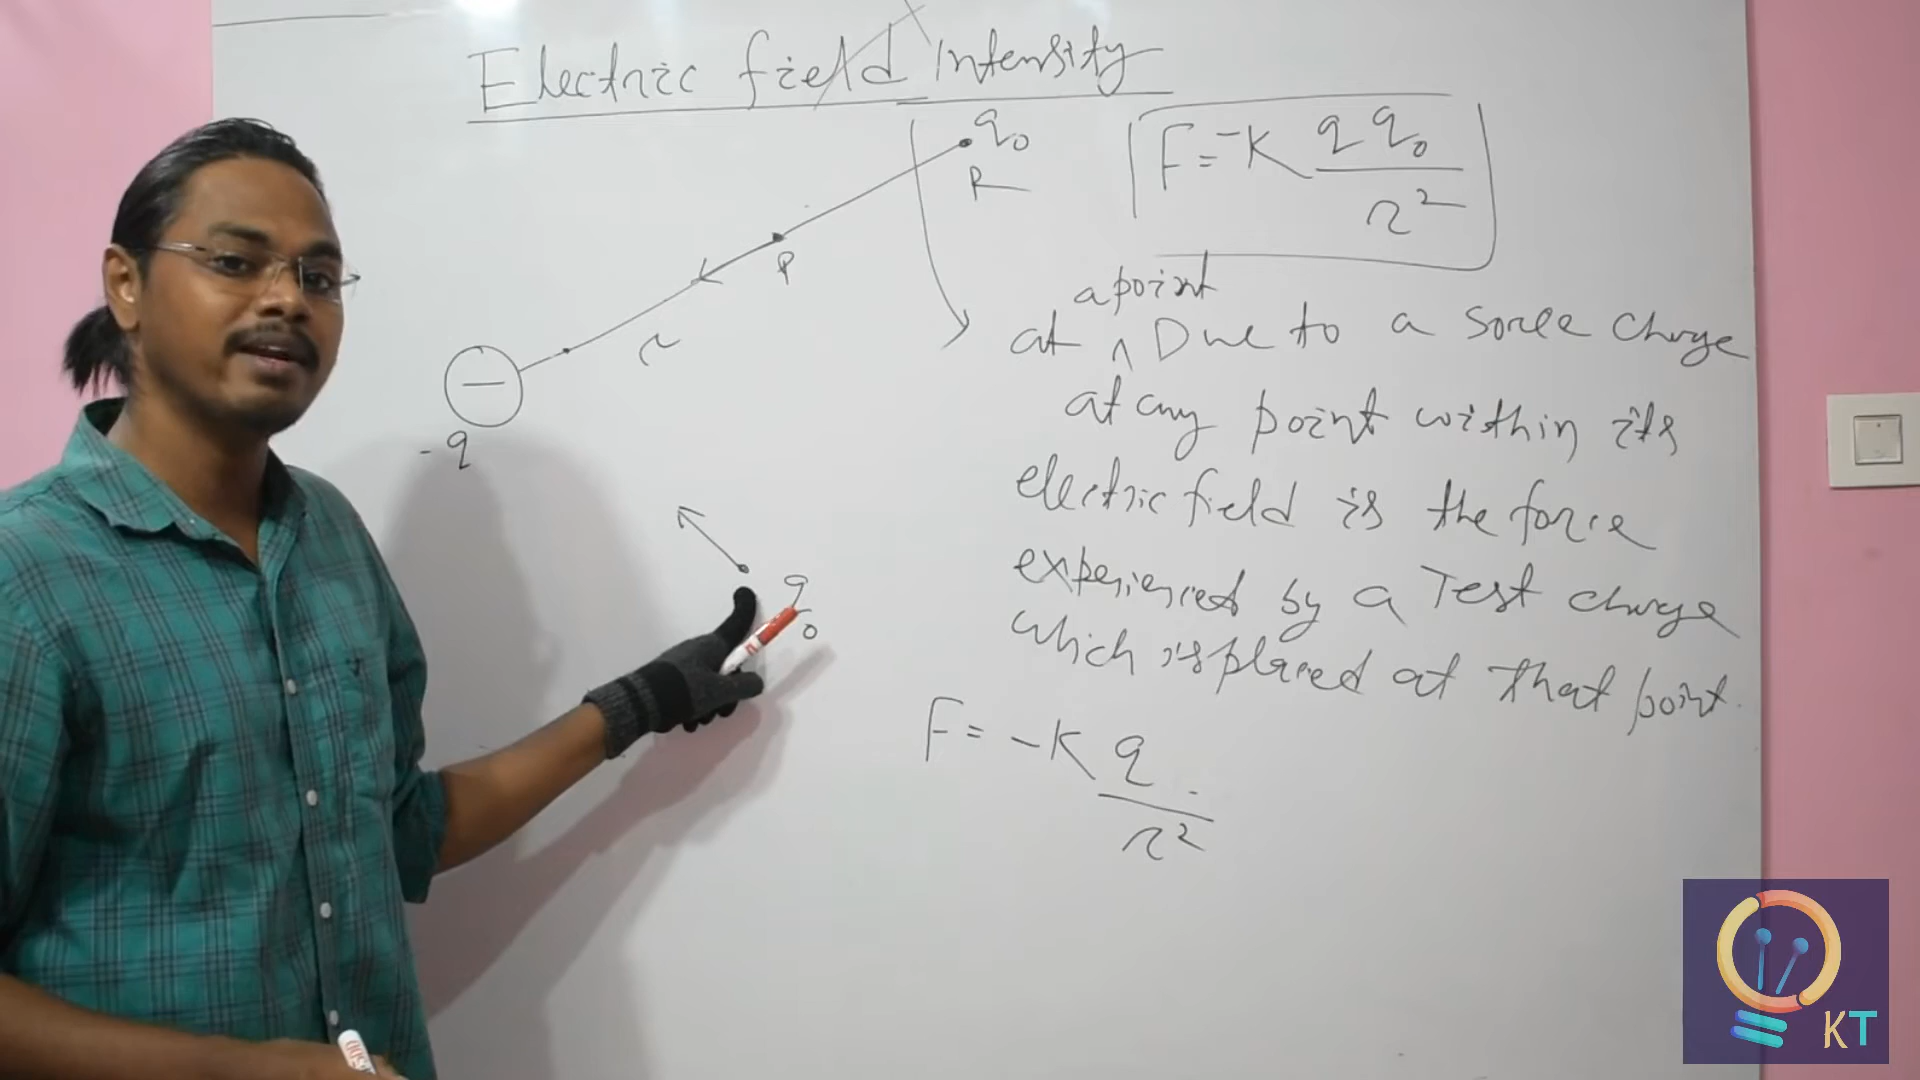 Electric field Intensity
q₀
R
P
r
-
-q
q₀
F = -K q q₀ / r²
a point
at ^ Due to a soree charge
at any point within its
electric field is the force
experienced by a Test charge
which is placed at that point.
F = -K q / r²
KT